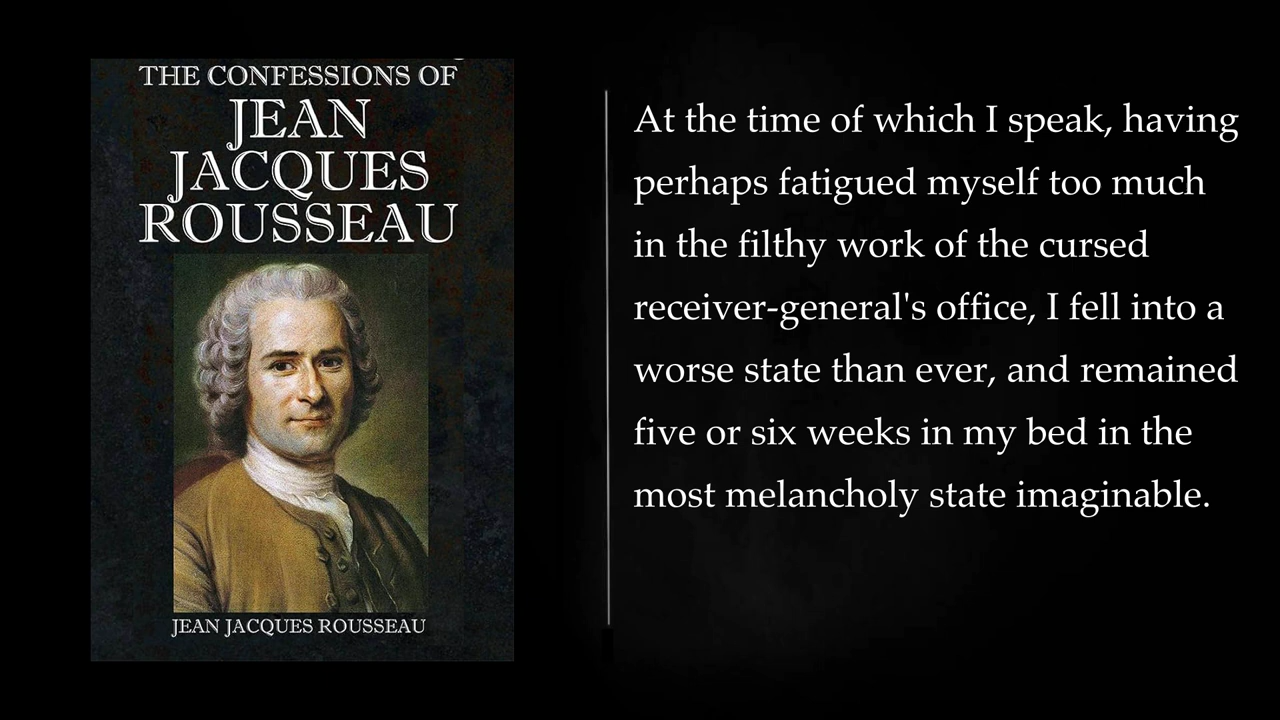 THE CONFESSIONS OF
JEAN
JACQUES
ROUSSEAU
JEAN JACQUES ROUSSEAU
At the time of which I speak, having
perhaps fatigued myself too much
in the filthy work of the cursed
receiver-general's office, I fell into a
worse state than ever, and remained
five or six weeks in my bed in the
most melancholy state imaginable.